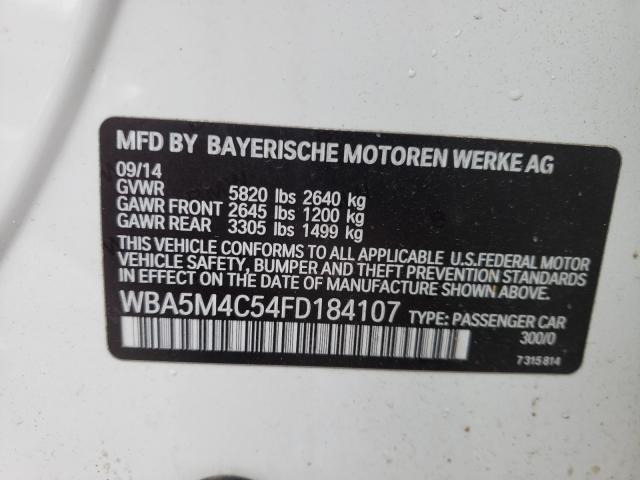 MFD BY BAYERISCHE MOTOREN WERKE AG
09/14
GVWR 5820 lbs 2640 kg
GAWR FRONT 2645 lbs 1200 kg
GAWR REAR 3305 lbs 1499 kg
THIS VEHICLE CONFORMS TO ALL APPLICABLE U.S.FEDERAL MOTOR
VEHICLE SAFETY, BUMPER AND THEFT PREVENTION STANDARDS
IN EFFECT ON THE DATE OF MANUFACTURE SHOWN ABOVE.
WBA5M4C54FD184107 TYPE: PASSENGER CAR
300/0
7315814